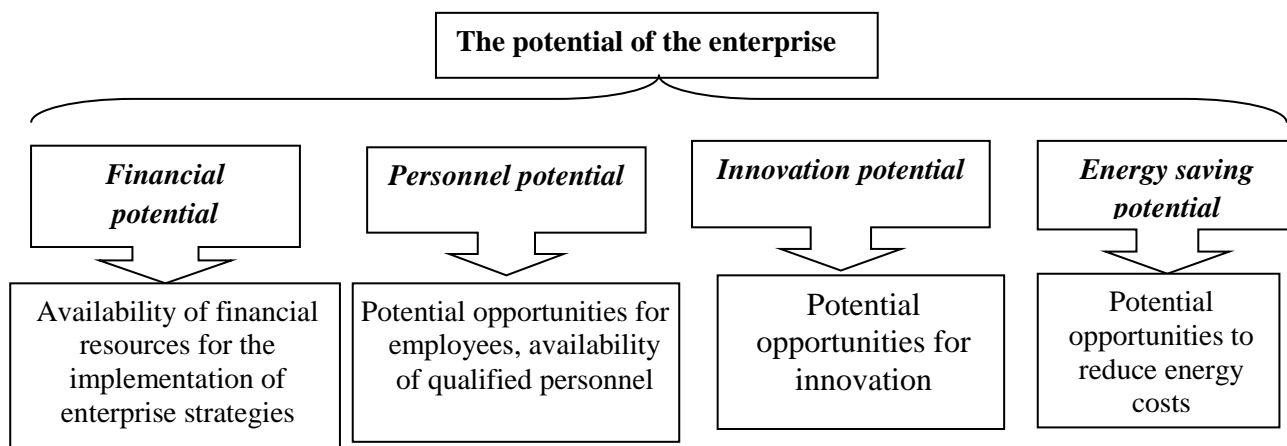 The potential of the enterprise
Financial
potential
Personnel potential
Innovation potential
Energy saving
potential
Availability of financial
resources for the
implementation of
enterprise strategies
Potential opportunities for
employees, availability
of qualified personnel
Potential
opportunities for
innovation
Potential
opportunities to
reduce energy
costs